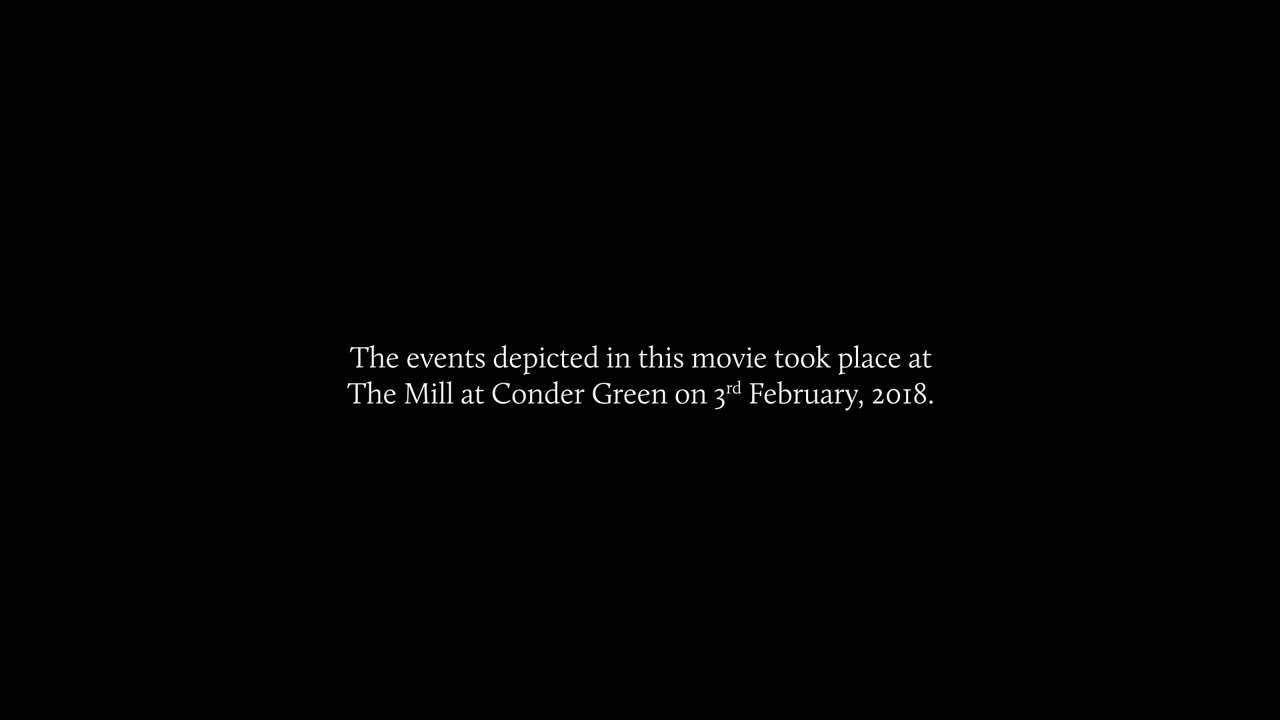 The events depicted in this movie took place at
The Mill at Conder Green on 3rd February, 2018.